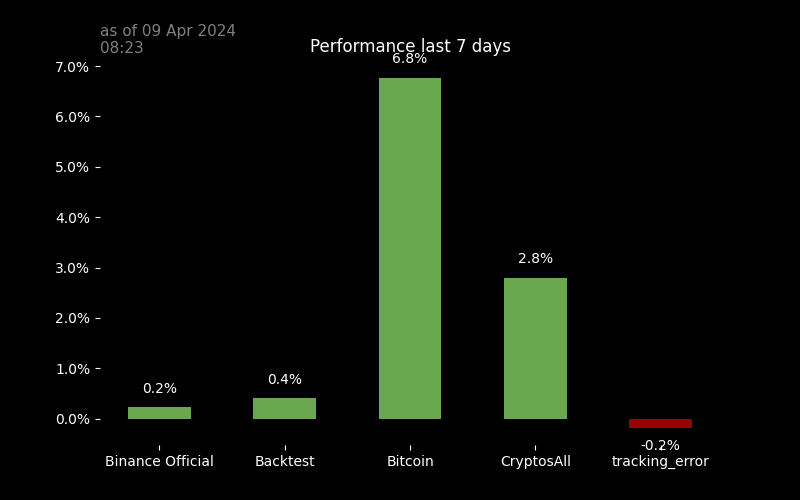 as of 09 Apr 2024
08:23
Performance last 7 days
7.0%
6.0%
5.0%
4.0%
3.0%
2.0%
1.0%
0.0%
0.2%
0.4%
6.8%
2.8%
-0.2%
Binance Official
Backtest
Bitcoin
CryptosAll
tracking_error